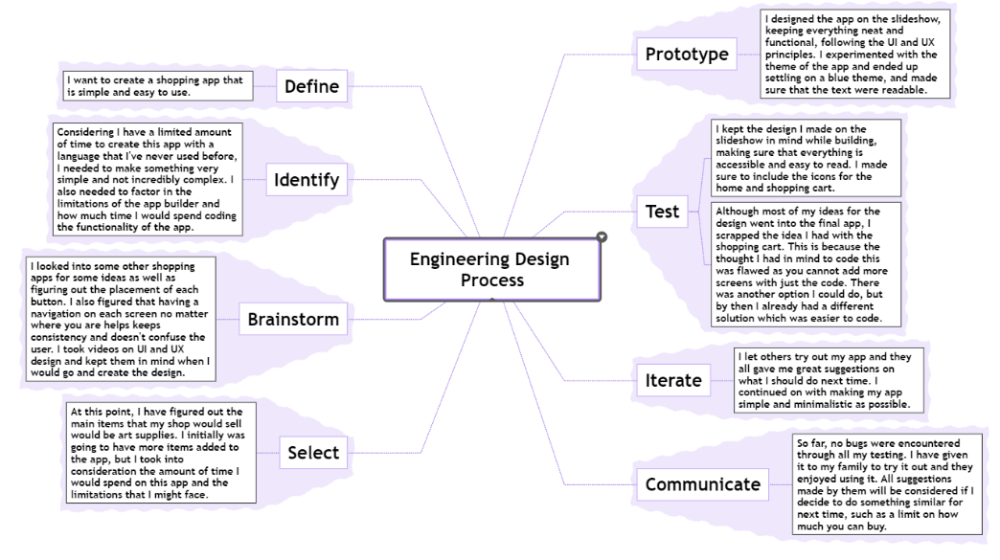 Engineering Design
Process
Define
I want to create a shopping app that
is simple and easy to use.
Identify
Considering I have a limited amount
of time to create this app with a
language that I've never used before,
I needed to make something very
simple and not incredibly complex. I
also needed to factor in the
limitations of the app builder and
how much time I would spend coding
the functionality of the app.
Brainstorm
I looked into some other shopping
apps for some ideas as well as
figuring out the placement of each
button. I also figured that having a
navigation on each screen no matter
where you are helps keeps
consistency and doesn't confuse the
user. I took videos on UI and UX
design and kept them in mind when I
would go and create the design.
Select
At this point, I have figured out the
main items that my shop would sell
would be art supplies. I initially was
going to have more items added to
the app, but I took into
consideration the amount of time I
would spend on this app and the
limitations that I might face.
Prototype
I designed the app on the slideshow,
keeping everything neat and
functional, following the UI and UX
principles. I experimented with the
theme of the app and ended up
settling on a blue theme, and made
sure that the text were readable.
Test
I kept the design I made on the
slideshow in mind while building,
making sure that everything is
accessible and easy to read. I made
sure to include the icons for the
home and shopping cart.
Although most of my ideas for the
design went into the final app, I
scrapped the idea I had with the
shopping cart. This is because the
thought I had in mind to code this
was flawed as you cannot add more
screens with just the code. There
was another option I could do, but
by then I already had a different
solution which was easier to code.
Iterate
I let others try out my app and they
all gave me great suggestions on
what I should do next time. I
continued on with making my app
simple and minimalistic as possible.
Communicate
So far, no bugs were encountered
through all my testing. I have given
it to my family to try it out and they
enjoyed using it. All suggestions
made by them will be considered if I
decide to do something similar for
next time, such as a limit on how
much you can buy.